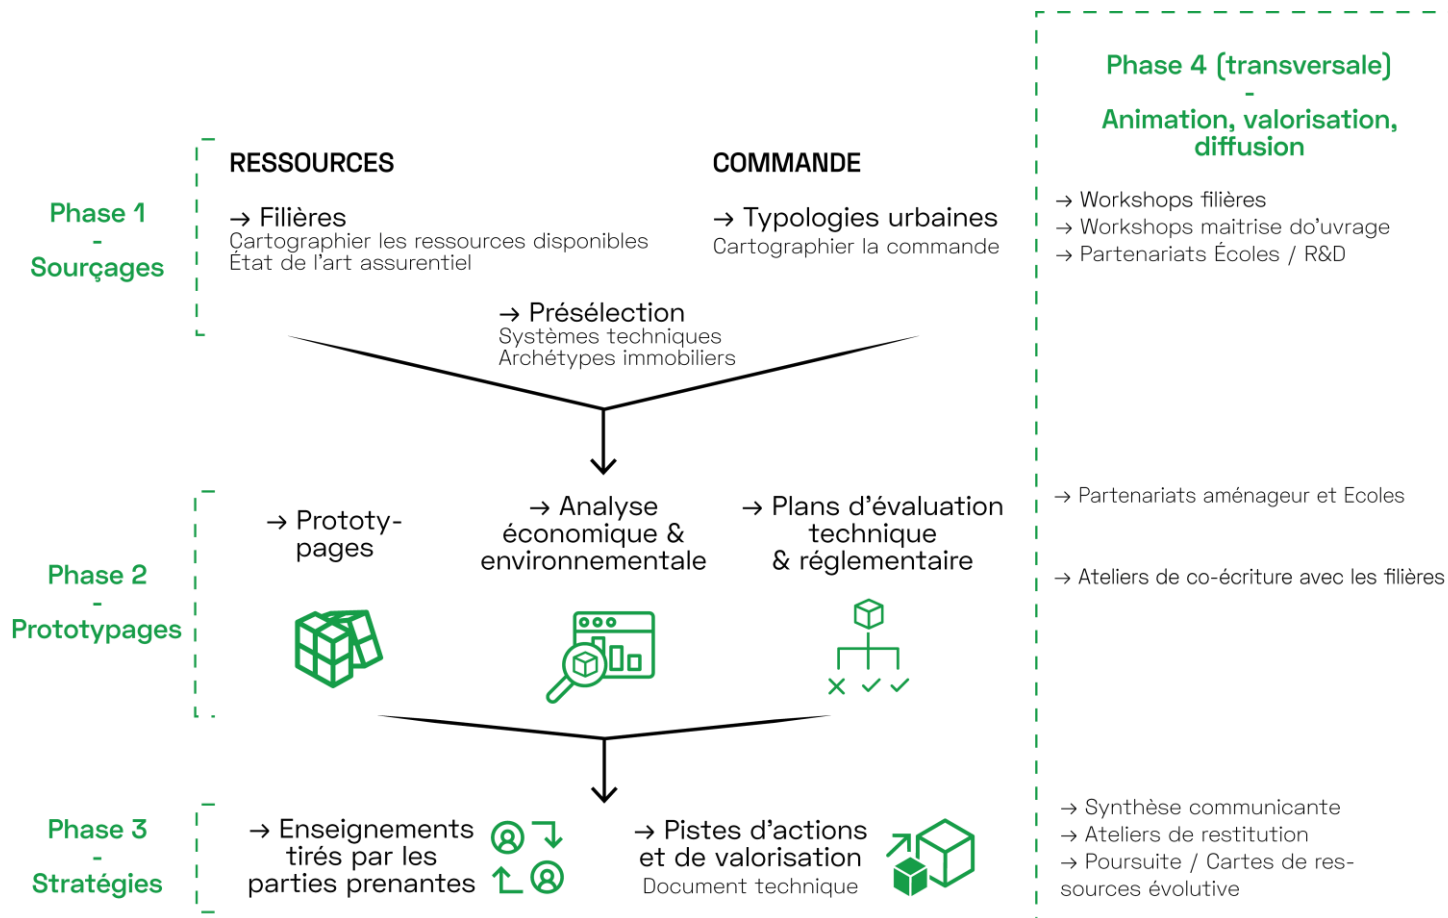 Phase 1
-
Sourçages
RESSOURCES
→ Filières
Cartographier les ressources disponibles
État de l'art assurentiel
COMMANDE
→ Typologies urbaines
Cartographier la commande
→ Présélection
Systèmes techniques
Archétypes immobiliers
Phase 2
-
Prototypages
→ Prototy-
pages
→ Analyse
économique &
environnementale
→ Plans d'évaluation
technique
& réglementaire
Phase 3
-
Stratégies
→ Enseignements
tirés par les
parties prenantes
→ Pistes d'actions
et de valorisation
Document technique
Phase 4 (transversale)
-
Animation, valorisation,
diffusion
→ Workshops filières
→ Workshops maitrise do'uvrage
→ Partenariats Écoles / R&D
→ Partenariats aménageur et Ecoles
→ Ateliers de co-écriture avec les filières
→ Synthèse communicante
→ Ateliers de restitution
→ Poursuite / Cartes de res-
sources évolutive